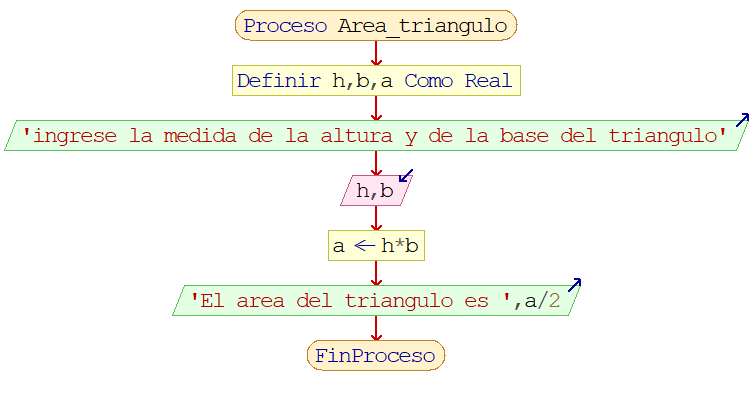 Proceso Area_triangulo
Definir h,b,a Como Real
'ingrese la medida de la altura y de la base del triangulo'
h,b
a ← h*b
'El area del triangulo es ',a/2
FinProceso